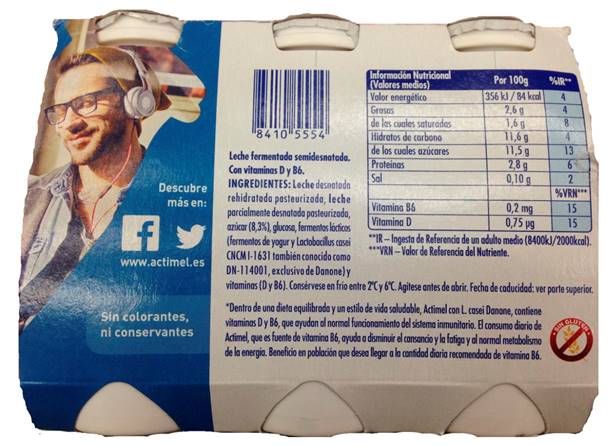 Descubre
más en:
www.actimel.es
Sin colorantes,
ni conservantes
8410 5554
Leche fermentada semidesnatada.
Con vitaminas D y B6.
INGREDIENTES: Leche desnatada
rehidratada pasteurizada, leche
parcialmente desnatada pasteurizada,
azúcar (8,3%), glucosa, fermentos lácticos
(fermentos de yogur y Lactobacillus casei
CNCM I-1631 también conocido como
DN-114001, exclusivo de Danone) y
vitaminas (D y B6). Consérvese en frío entre 2ºC y 6ºC. Agítese antes de abrir. Fecha de caducidad: ver parte superior.
Información Nutricional
(Valores medios) Por 100g %IR**
Valor energético 356 kJ / 84 kcal 4
Grasas 2,6 g 4
de las cuales saturadas 1,6 g 8
Hidratos de carbono 11,6 g 4
de los cuales azúcares 11,5 g 13
Proteínas 2,8 g 6
Sal 0,10 g 2
%VRN***
Vitamina B6 0,2 mg 15
Vitamina D 0,75 µg 15
**IR – Ingesta de Referencia de un adulto medio (8400kJ/2000kcal).
***VRN – Valor de Referencia del Nutriente.
*Dentro de una dieta equilibrada y un estilo de vida saludable, Actimel con L. casei Danone, contiene
vitaminas D y B6, que ayudan al normal funcionamiento del sistema inmunitario. El consumo diario de
Actimel, que es fuente de vitamina B6, ayuda a disminuir el cansancio y la fatiga y al normal metabolismo
de la energía. Beneficio en población que desea llegar a la cantidad diaria recomendada de vitamina B6.
SIN GLUTEN